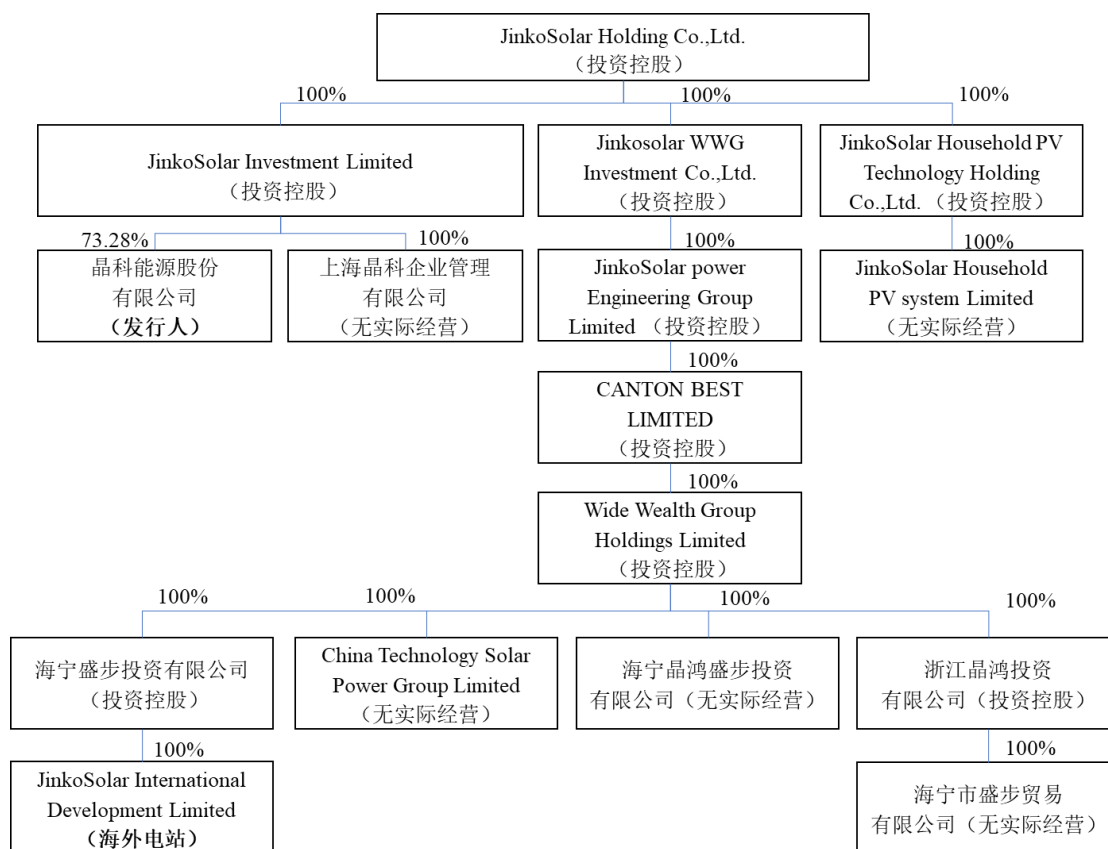 JinkoSolar Holding Co.,Ltd.
（投资控股）
100%
100%
100%
JinkoSolar Investment Limited
（投资控股）
Jinkosolar WWG
Investment Co.,Ltd.
（投资控股）
JinkoSolar Household PV
Technology Holding
Co.,Ltd.（投资控股）
73.28%
100%
100%
100%
晶科能源股份
有限公司
（发行人）
上海晶科企业管理
有限公司
（无实际经营）
JinkoSolar power
Engineering Group
Limited （投资控股）
JinkoSolar Household
PV system Limited
（无实际经营）
100%
CANTON BEST
LIMITED
（投资控股）
100%
Wide Wealth Group
Holdings Limited
（投资控股）
100%
100%
100%
100%
海宁盛步投资有限公司
（投资控股）
China Technology Solar
Power Group Limited
（无实际经营）
海宁晶鸿盛步投资
有限公司（无实际经营）
浙江晶鸿投资
有限公司（投资控股）
100%
100%
JinkoSolar International
Development Limited
（海外电站）
海宁市盛步贸易
有限公司（无实际经营）